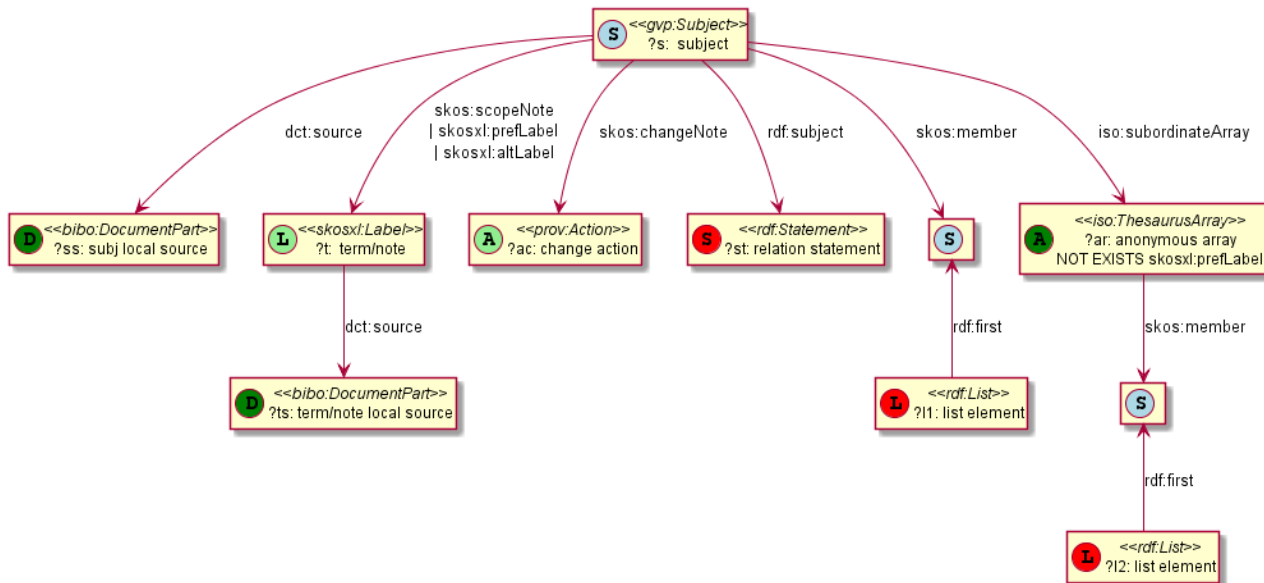 S
<<gvp:Subject>>
?s: subject
dct:source
skos:scopeNote
| skosxl:prefLabel
| skosxl:altLabel
skos:changeNote
rdf:subject
skos:member
iso:subordinateArray
D
<<bibo:DocumentPart>>
?ss: subj local source
L
<<skosxl:Label>>
?t: term/note
A
<<prov:Action>>
?ac: change action
S
<<rdf:Statement>>
?st: relation statement
S
A
<<iso:ThesaurusArray>>
?ar: anonymous array
NOT EXISTS skosxl:prefLabel
dct:source
rdf:first
skos:member
D
<<bibo:DocumentPart>>
?ts: term/note local source
L
<<rdf:List>>
?l1: list element
S
rdf:first
L
<<rdf:List>>
?l2: list element